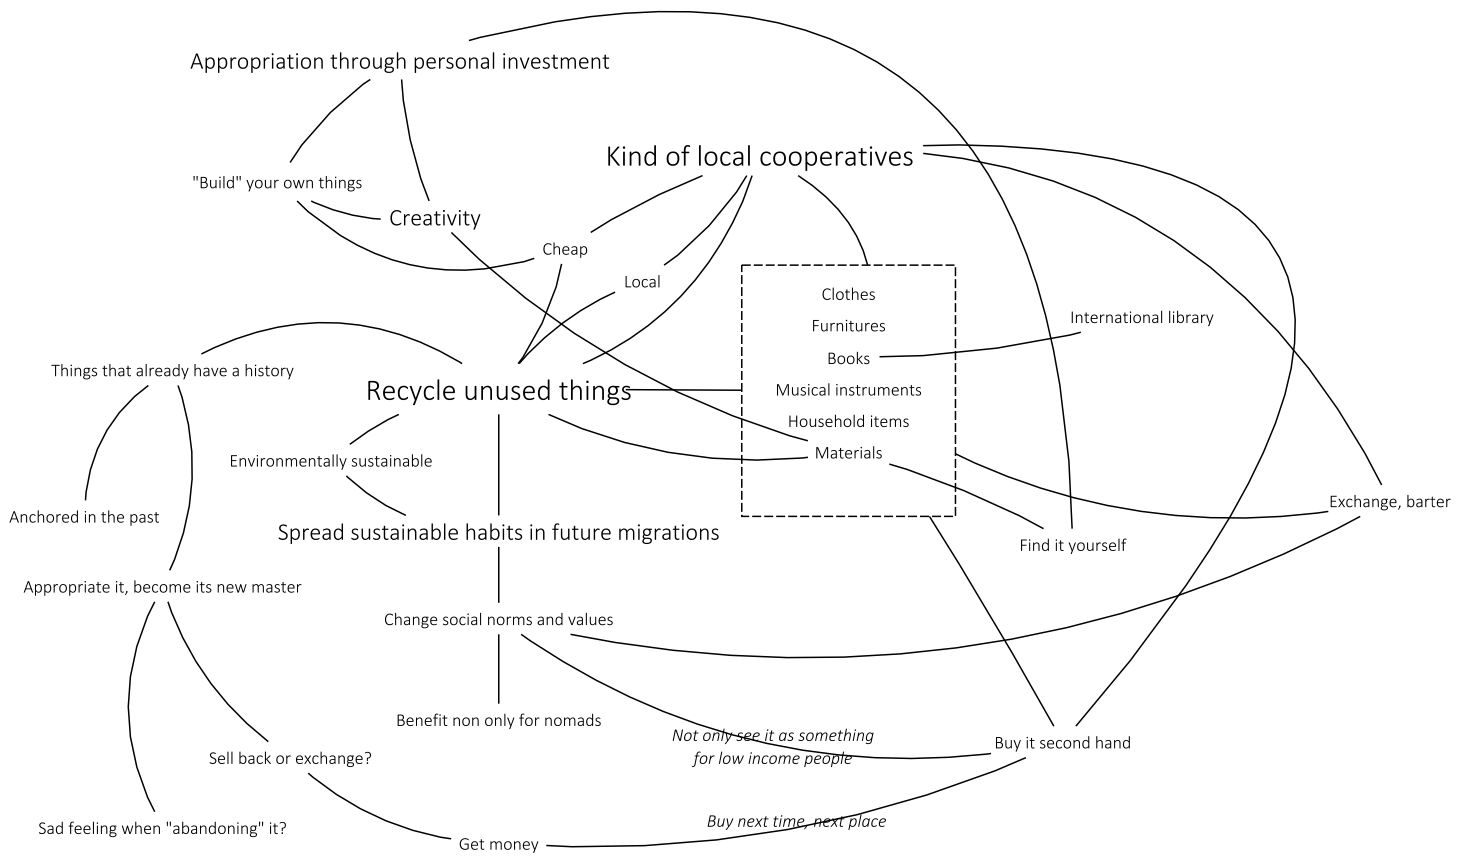 Appropriation through personal investment
Kind of local cooperatives
"Build" your own things
Creativity
Cheap
Local
Clothes
Furnitures
Books
Musical instruments
Household items
Materials
International library
Things that already have a history
Recycle unused things
Environmentally sustainable
Anchored in the past
Spread sustainable habits in future migrations
Exchange, barter
Find it yourself
Appropriate it, become its new master
Change social norms and values
Benefit non only for nomads
Not only see it as something
for low income people
Buy it second hand
Sell back or exchange?
Sad feeling when "abandoning" it?
Buy next time, next place
Get money